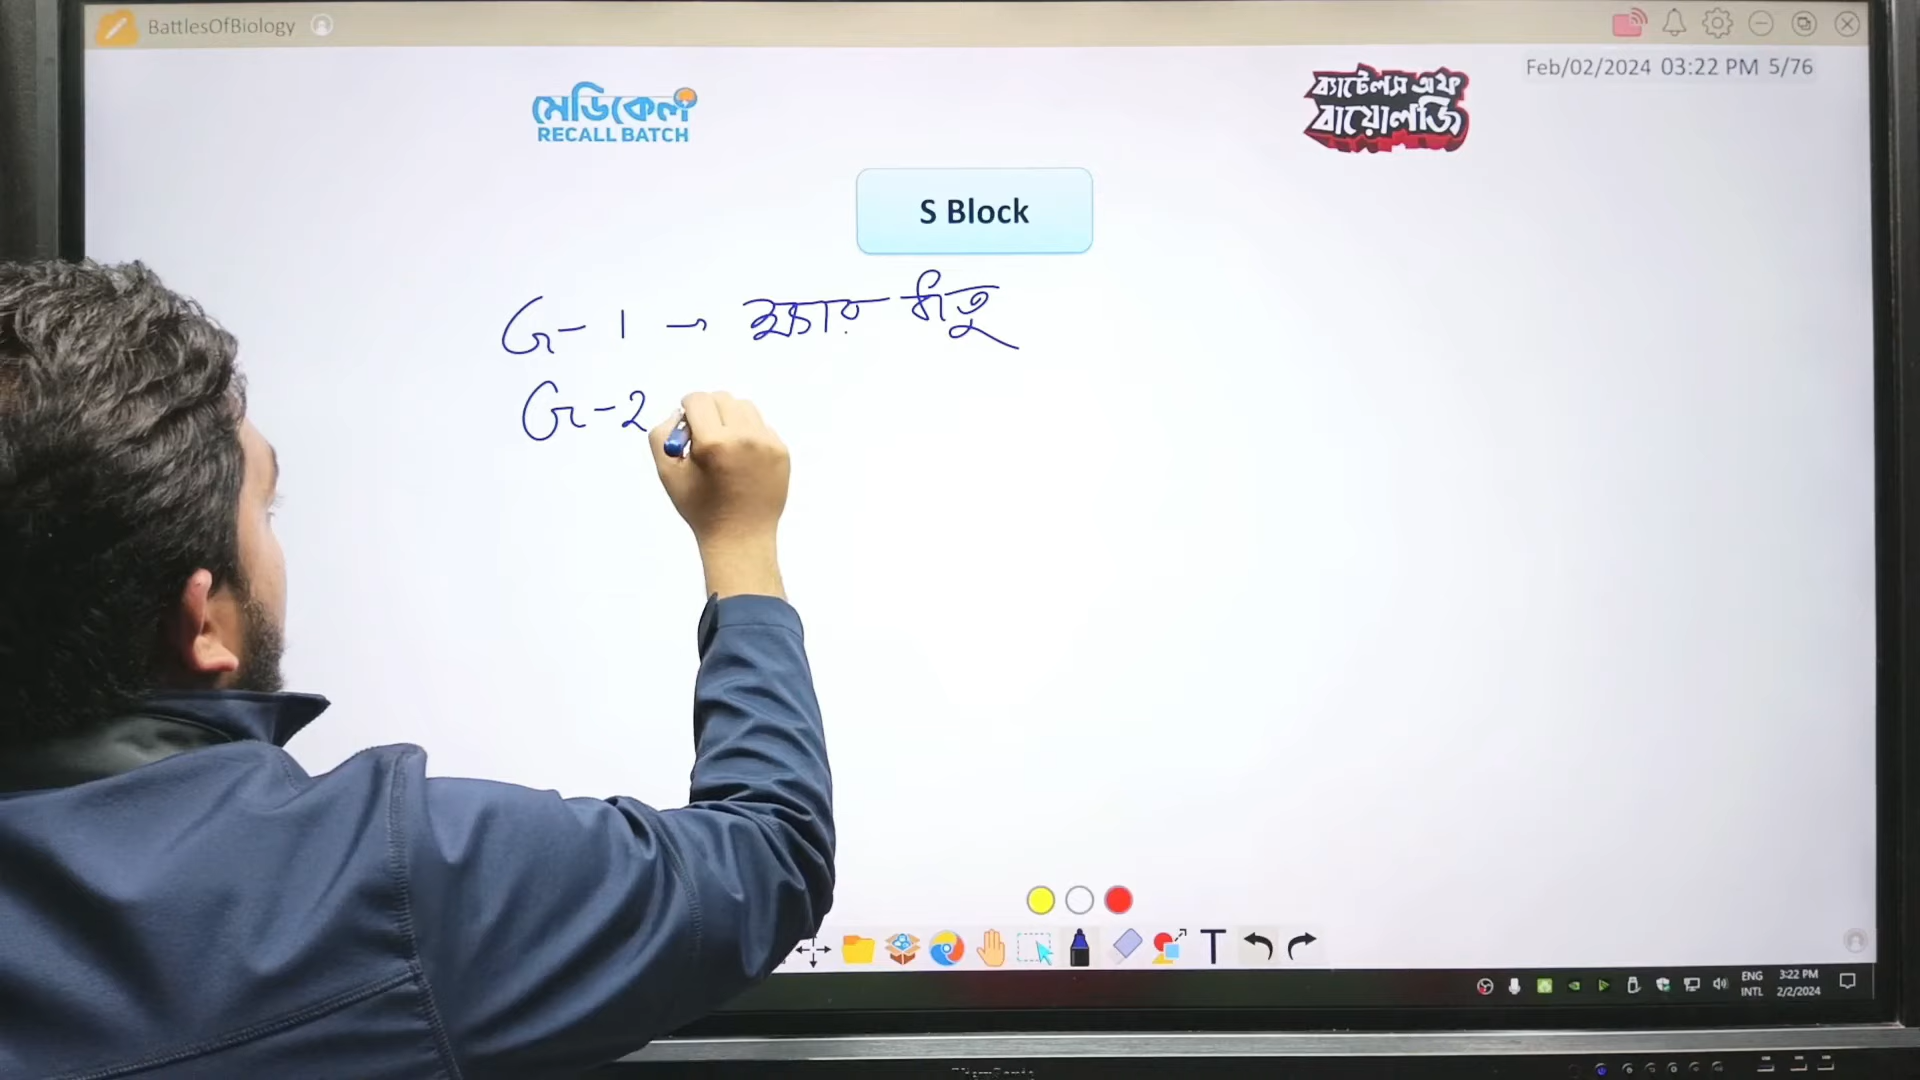 BattlesOfBiology
Feb/02/2024 03:22 PM 5/76
মেডিকেল
RECALL BATCH
ব্যাটেলস অফ
বায়োলজি
S Block
G-1 → ক্ষার ধাতু
G-2
T
ENG
INTL
3:22 PM
2/2/2024